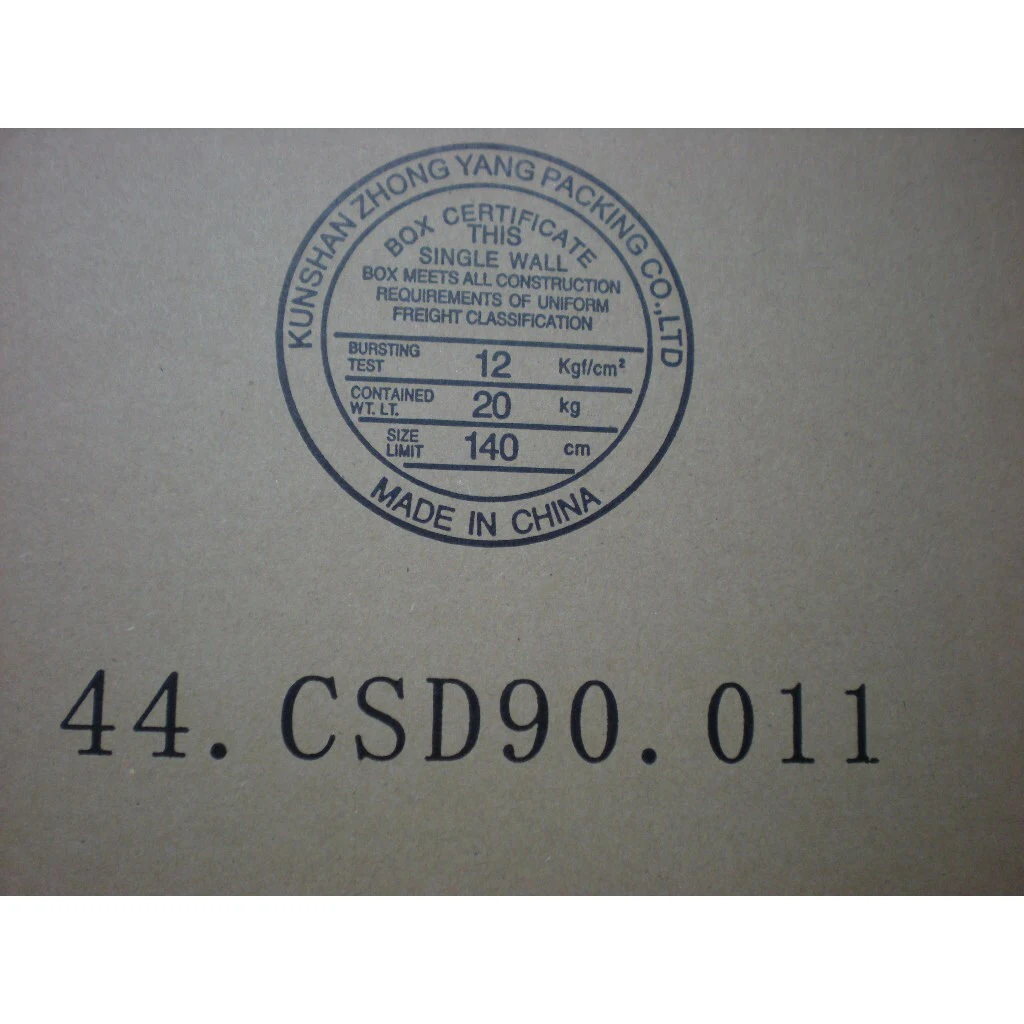 KUNSHAN ZHONG YANG PACKING CO.,LTD
BOX CERTIFICATE
THIS
SINGLE WALL
BOX MEETS ALL CONSTRUCTION
REQUIREMENTS OF UNIFORM
FREIGHT CLASSIFICATION
BURSTING TEST 12 Kgf/cm²
CONTAINED WT. LT. 20 kg
SIZE LIMIT 140 cm
MADE IN CHINA
44.CSD90.011